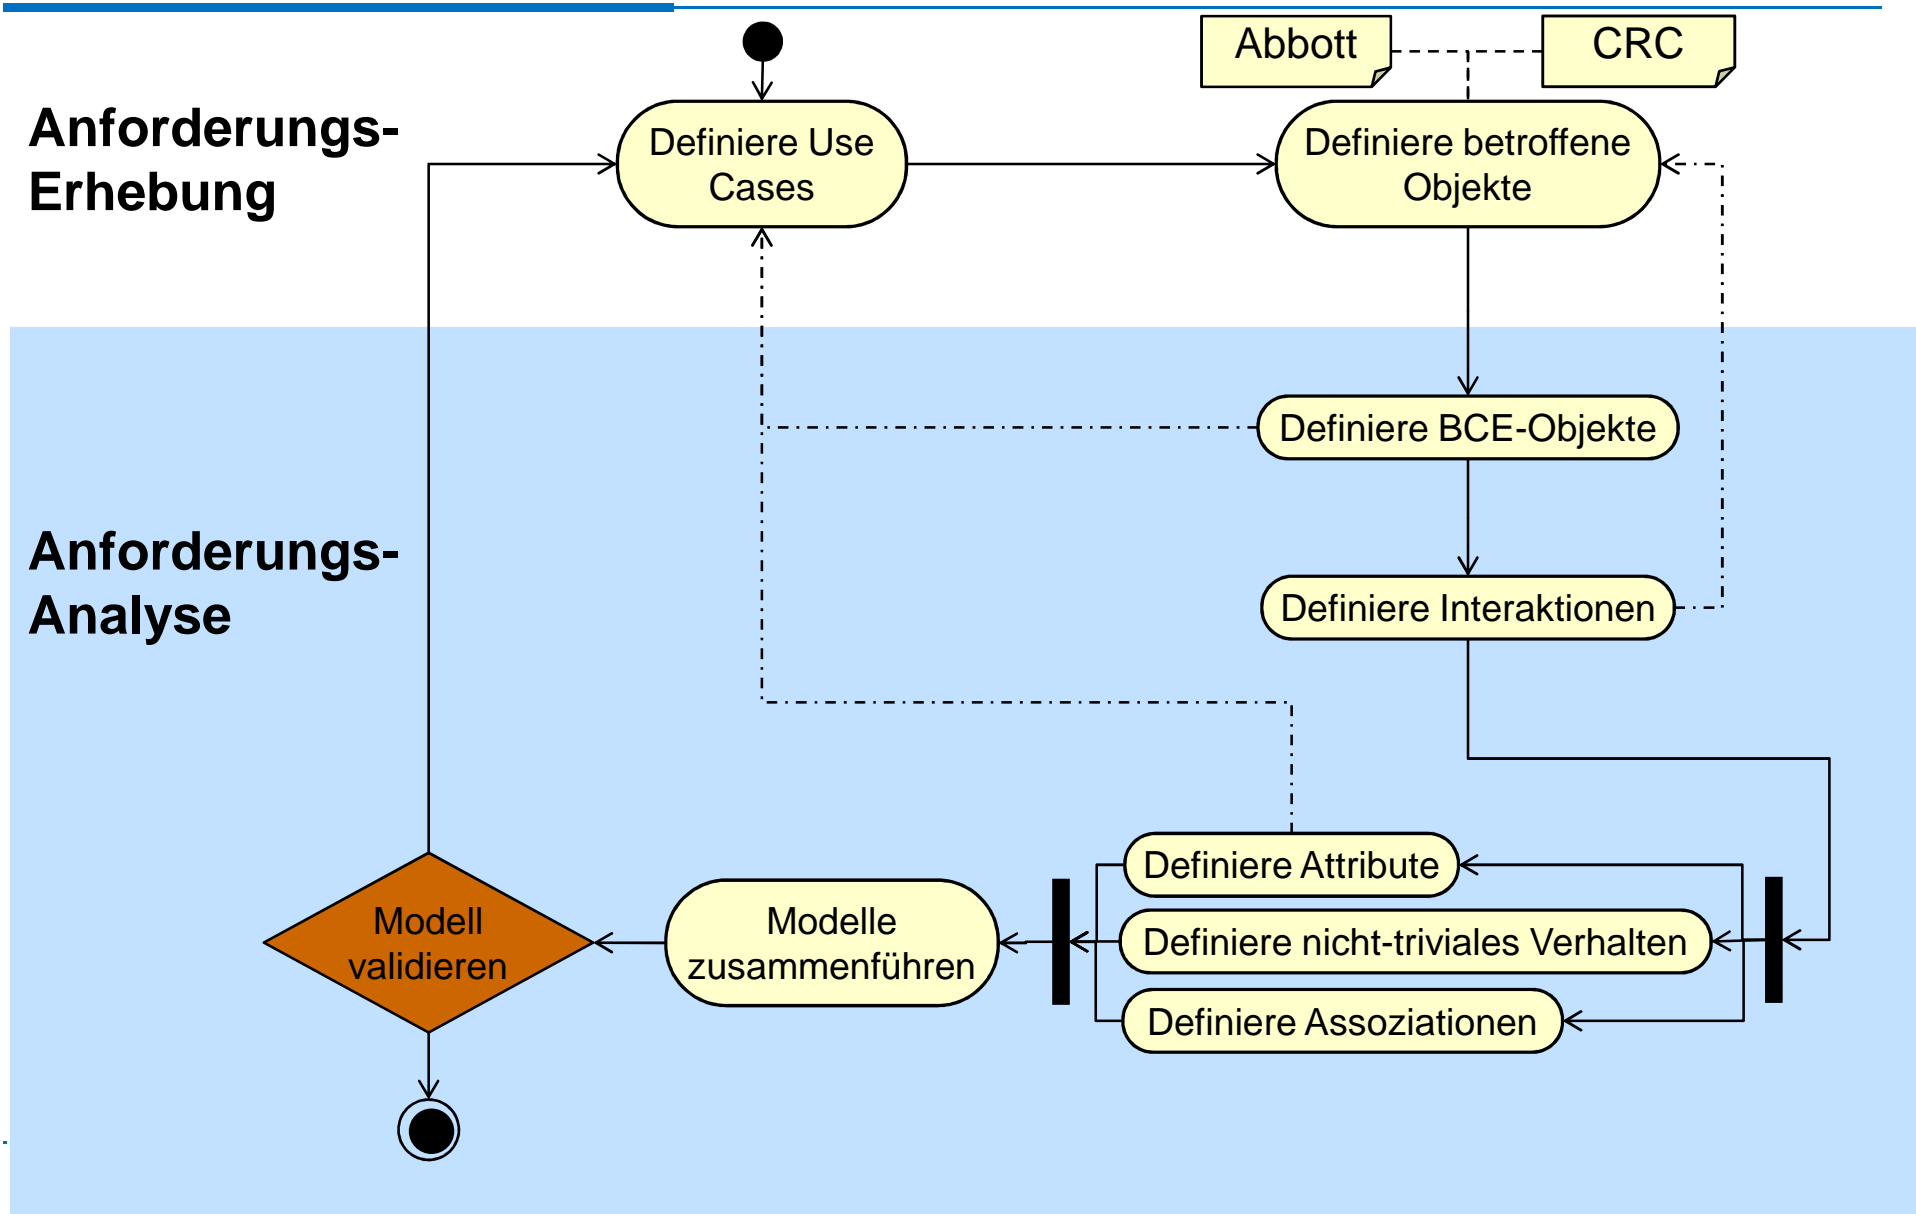 Abbott
CRC
Anforderungs-
Erhebung
Definiere Use
Cases
Definiere betroffene
Objekte
Definiere BCE-Objekte
Anforderungs-
Analyse
Definiere Interaktionen
Definiere Attribute
Modell
validieren
Modelle
zusammenführen
Definiere nicht-triviales Verhalten
Definiere Assoziationen